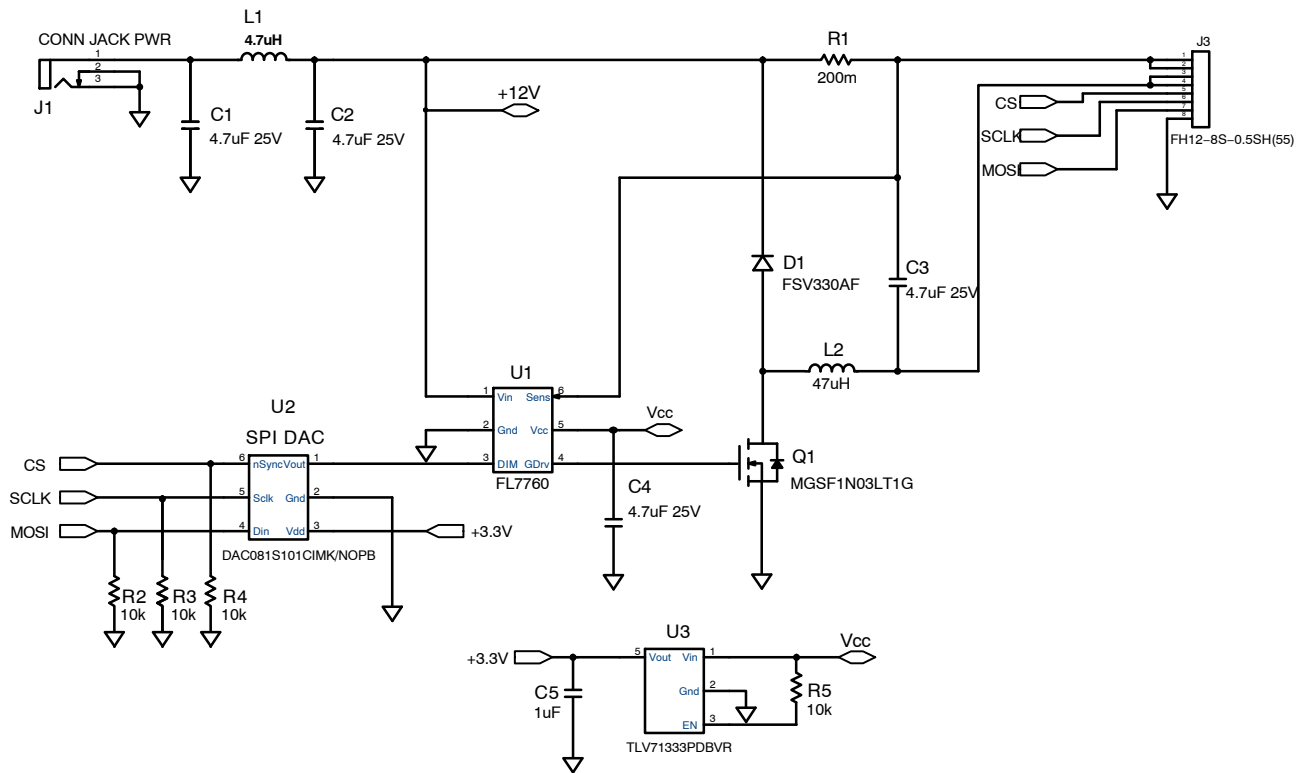 L1
4.7uH
CONN JACK PWR
1
2
3
J1
C1
4.7uF 25V
C2
4.7uF 25V
+12V
R1
200m
J3
1
2
3
4
5
6
7
8
CS
SCLK
MOSI
FH12-8S-0.5SH(55)
D1
FSV330AF
C3
4.7uF 25V
L2
47uH
U1
1 Vin Sens 6
2 Gnd Vcc 5
3 DIM GDrv 4
FL7760
Vcc
C4
4.7uF 25V
Q1
MGSF1N03LT1G
U2
SPI DAC
CS
SCLK
MOSI
6 nSync Vout 1
5 Sclk Gnd 2
4 Din Vdd 3
DAC081S101CIMK/NOPB
+3.3V
R2
10k
R3
10k
R4
10k
U3
+3.3V
5 Vout Vin 1
Gnd 2
EN 3
TLV71333PDBVR
C5
1uF
Vcc
R5
10k